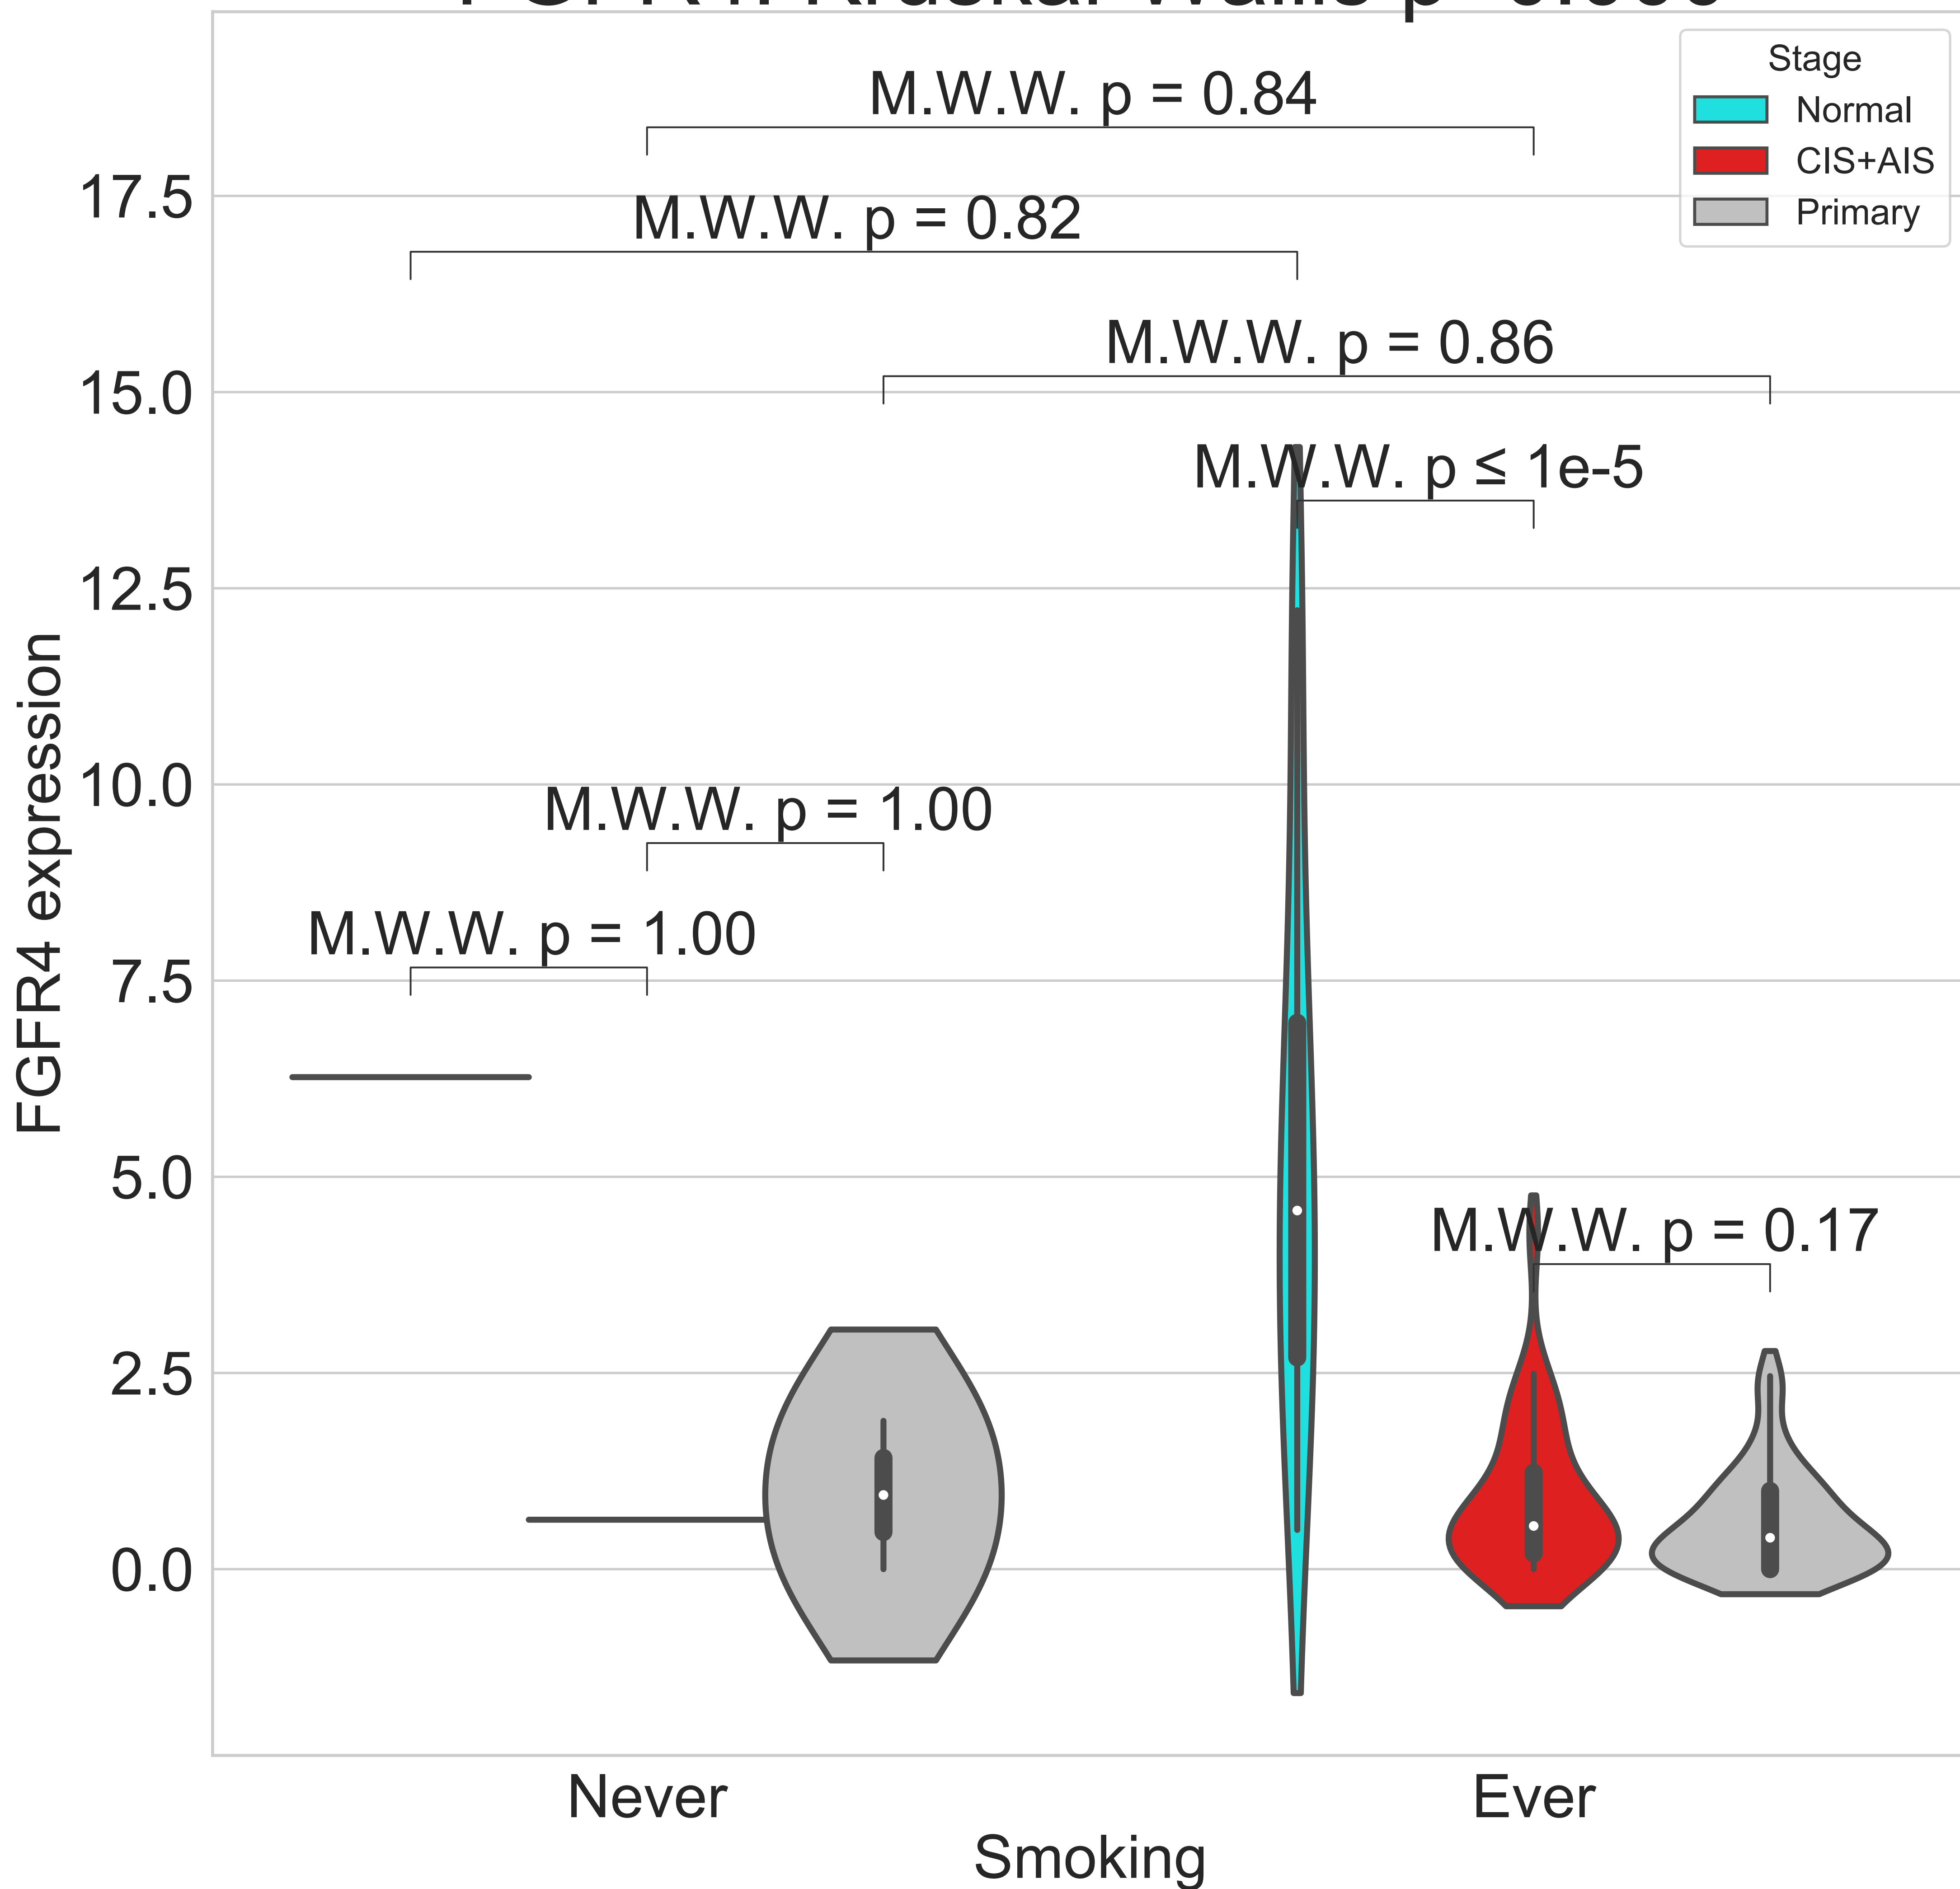 Stage
Normal
CIS+AIS
Primary
M.W.W. p = 0.84
M.W.W. p = 0.82
M.W.W. p = 0.86
M.W.W. p ≤ 1e-5
M.W.W. p = 1.00
M.W.W. p = 1.00
M.W.W. p = 0.17
17.5
15.0
12.5
10.0
7.5
5.0
2.5
0.0
FGFR4 expression
Never
Ever
Smoking